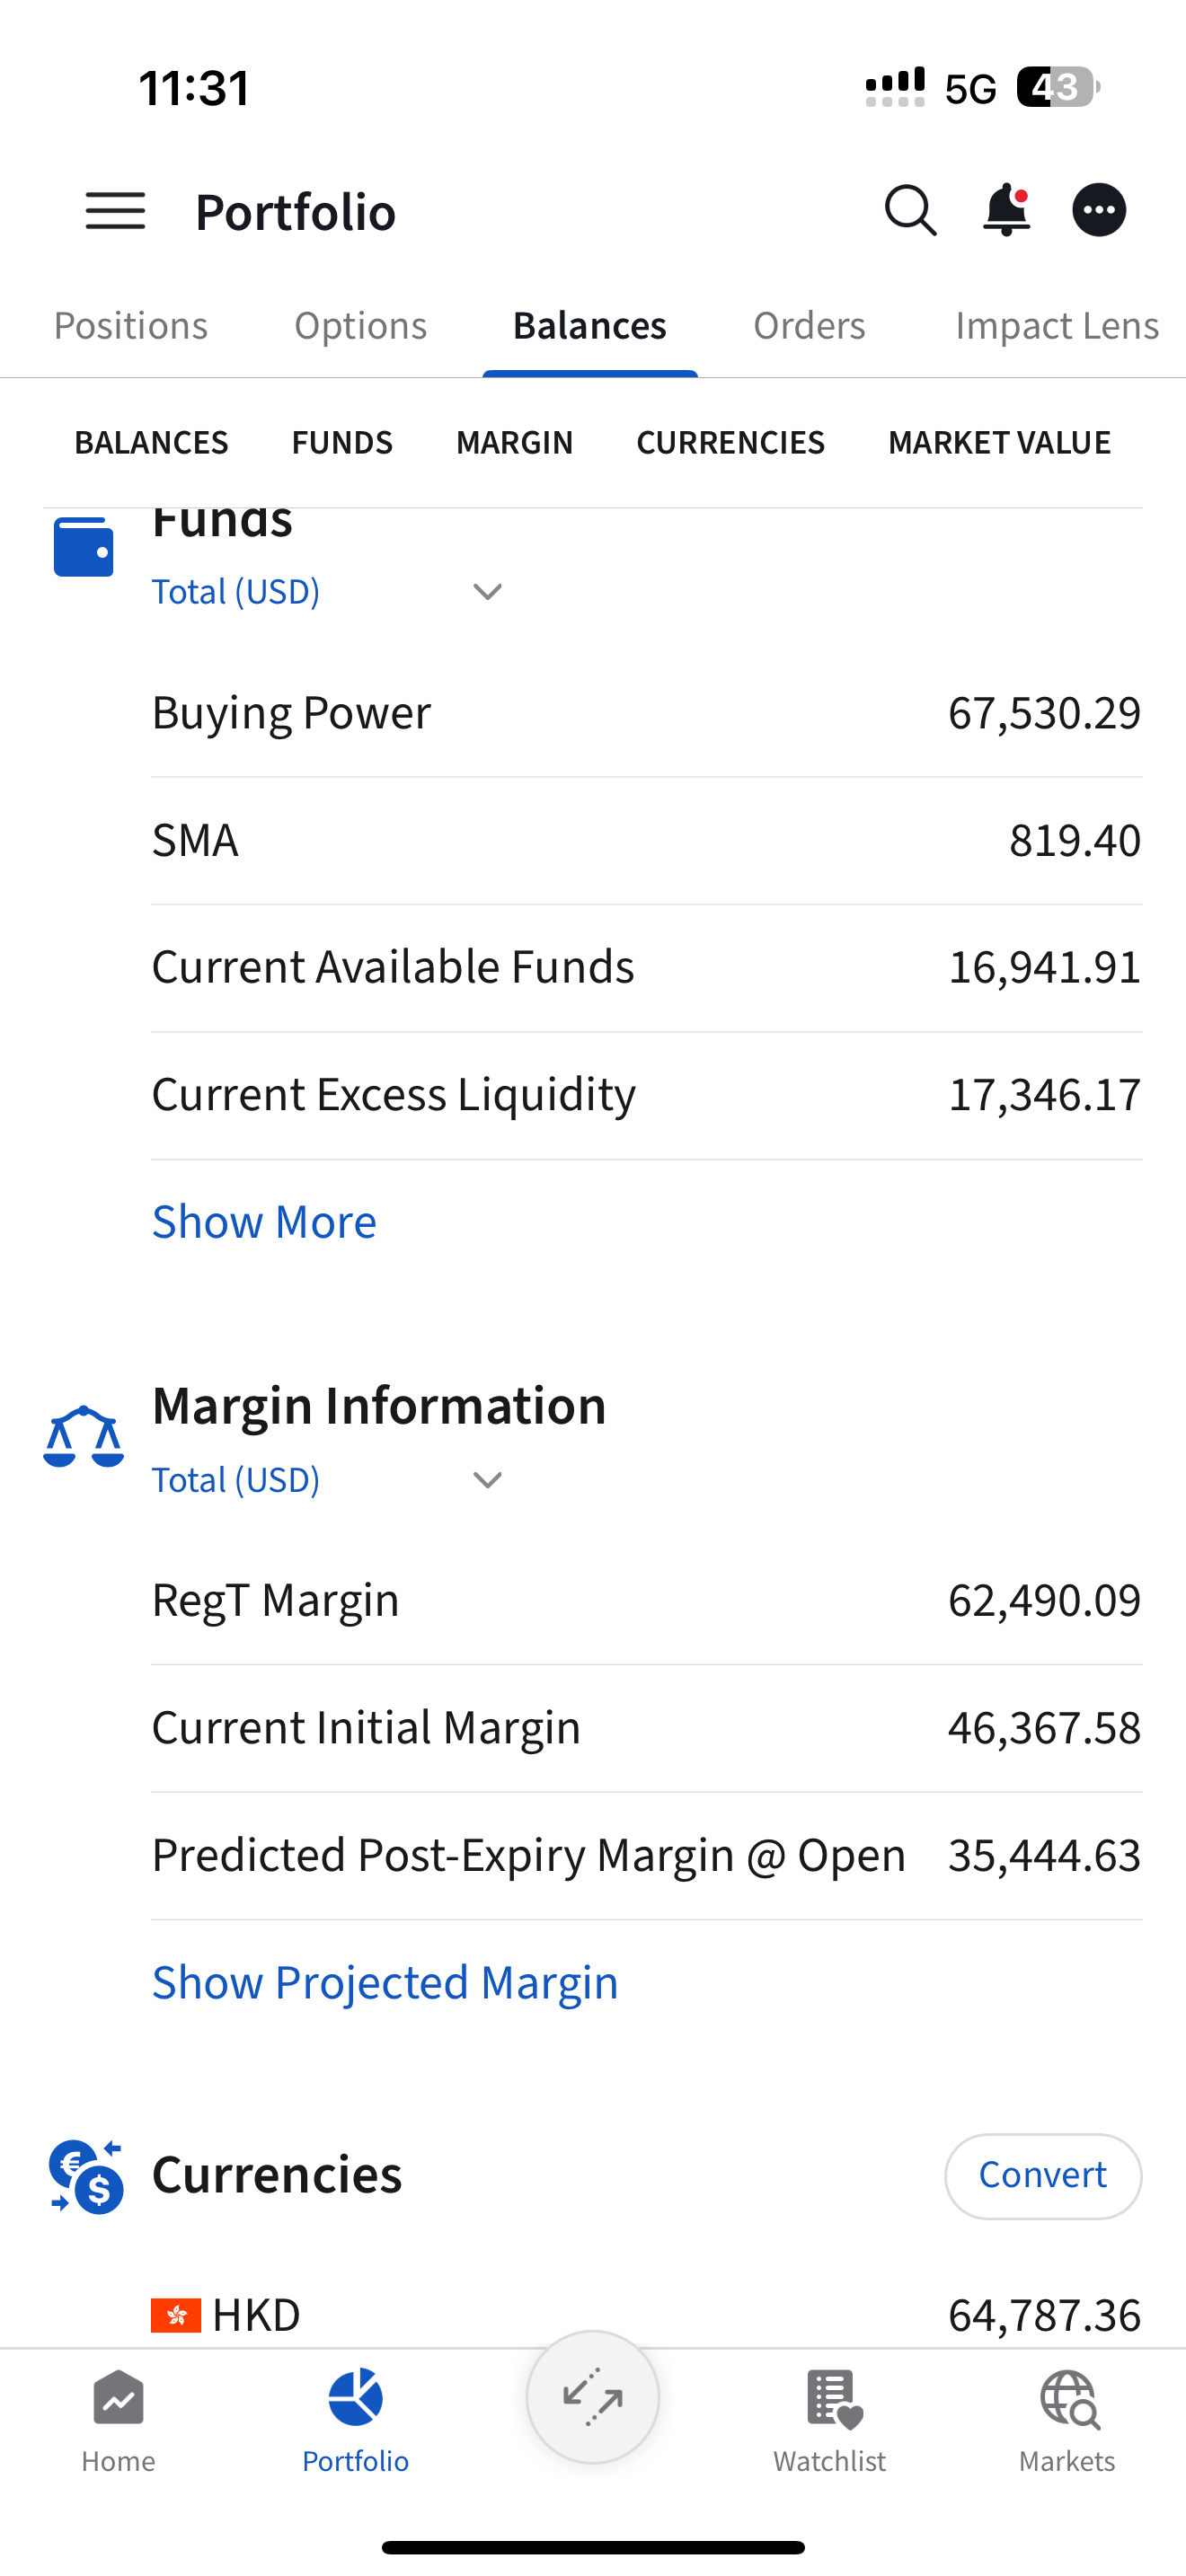 11:31
5G 43
Portfolio
Positions Options Balances Orders Impact Lens
BALANCES FUNDS MARGIN CURRENCIES MARKET VALUE
Funds
Total (USD)
Buying Power 67,530.29
SMA 819.40
Current Available Funds 16,941.91
Current Excess Liquidity 17,346.17
Show More
Margin Information
Total (USD)
RegT Margin 62,490.09
Current Initial Margin 46,367.58
Predicted Post-Expiry Margin @ Open 35,444.63
Show Projected Margin
€ $ Currencies Convert
HKD 64,787.36
Home Portfolio Watchlist Markets